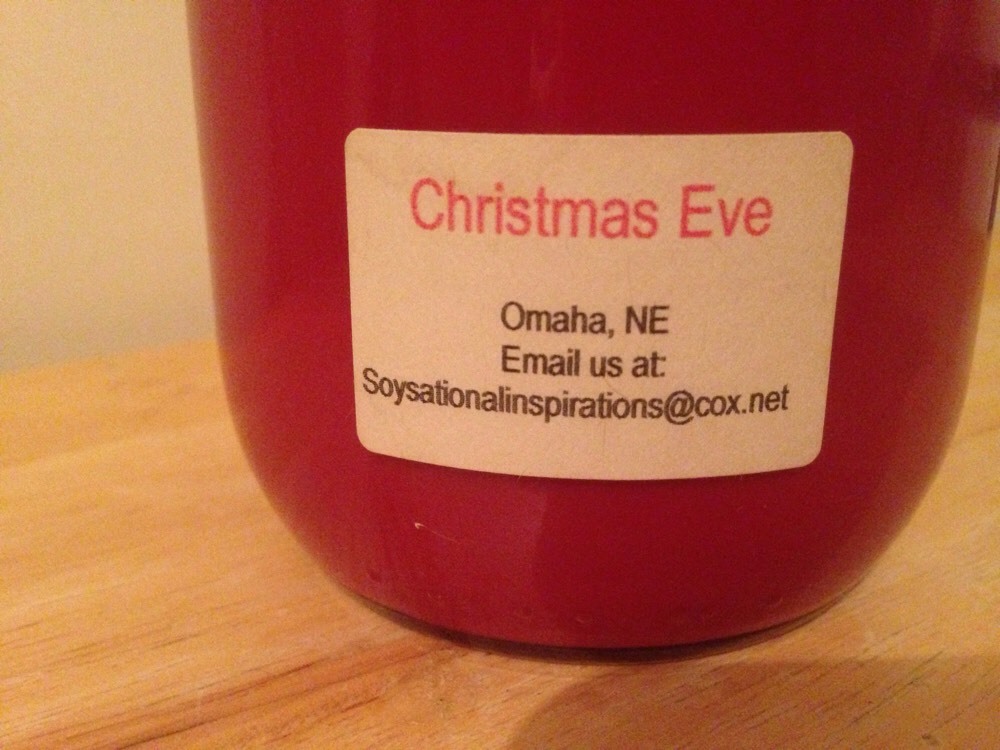 Christmas Eve
Omaha, NE
Email us at:
Soysationalinspirations@cox.net